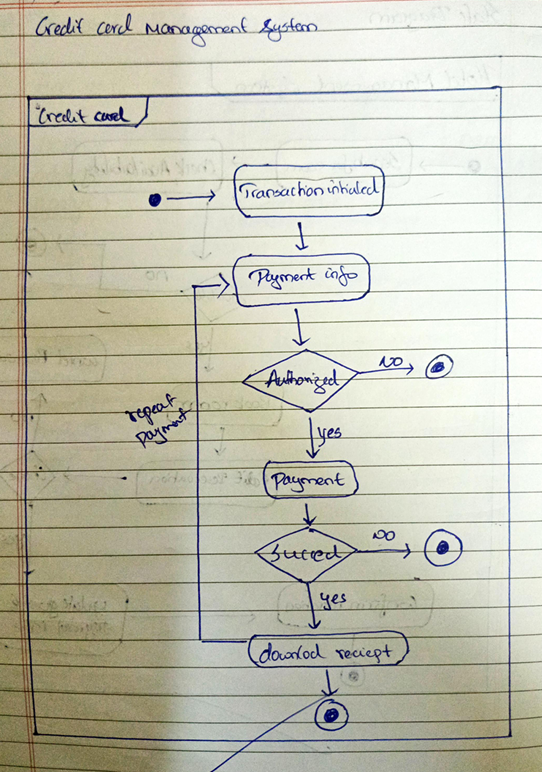 Credit card Management System
Credit card
Transaction initialed
Payment info
Authorized
NO
repeat
payment
yes
Payment
Succed
NO
yes
downlod reciept